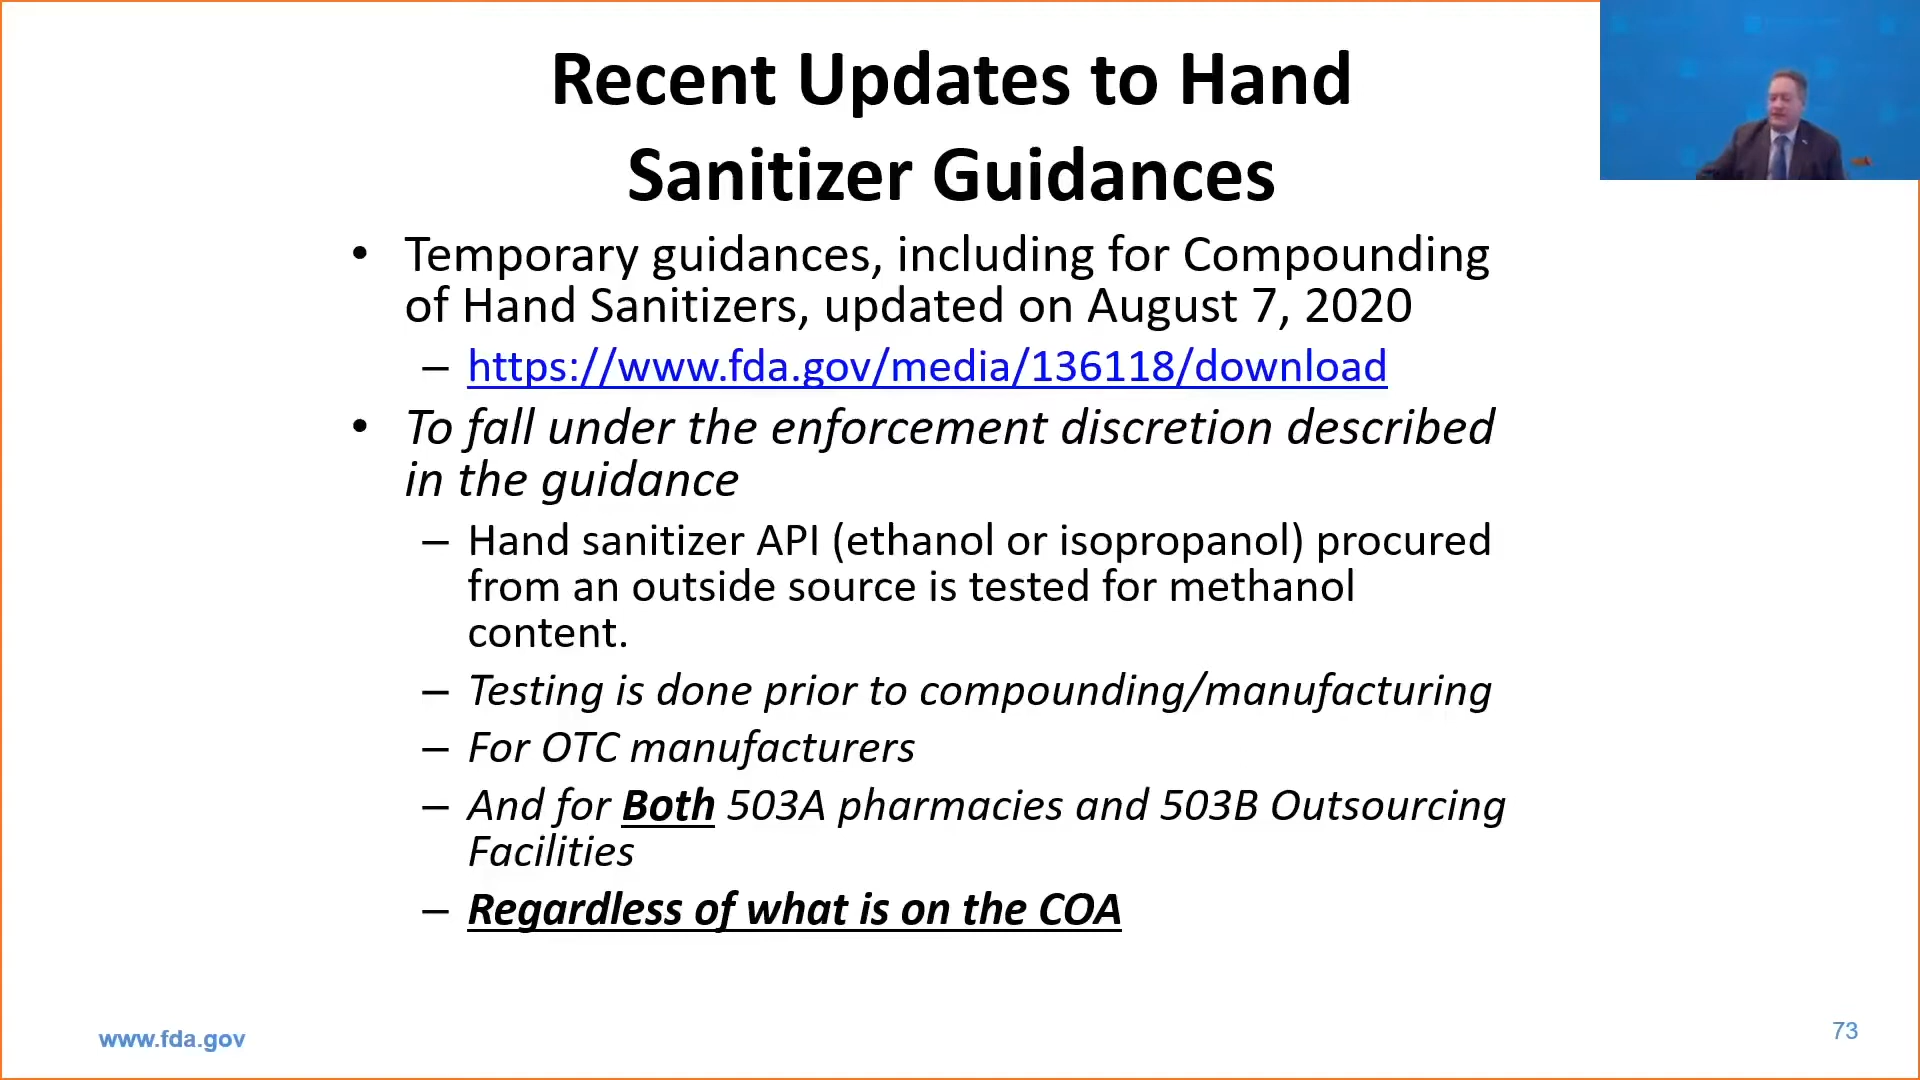 Recent Updates to Hand
Sanitizer Guidances
• Temporary guidances, including for Compounding
of Hand Sanitizers, updated on August 7, 2020
– https://www.fda.gov/media/136118/download
• To fall under the enforcement discretion described
in the guidance
– Hand sanitizer API (ethanol or isopropanol) procured
from an outside source is tested for methanol
content.
– Testing is done prior to compounding/manufacturing
– For OTC manufacturers
– And for Both 503A pharmacies and 503B Outsourcing
Facilities
– Regardless of what is on the COA
www.fda.gov
73